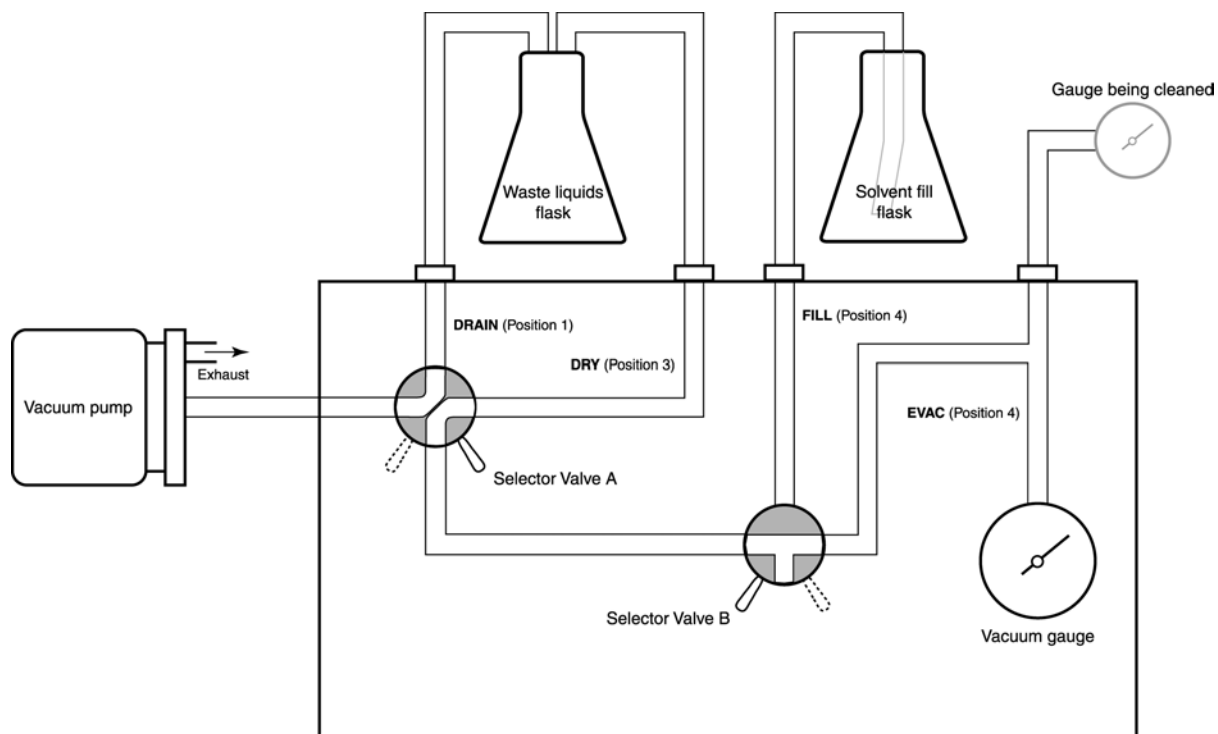 Gauge being cleaned
Waste liquids
flask
Solvent fill
flask
DRAIN (Position 1)
FILL (Position 4)
Exhaust
DRY (Position 3)
Vacuum pump
EVAC (Position 4)
Selector Valve A
Selector Valve B
Vacuum gauge